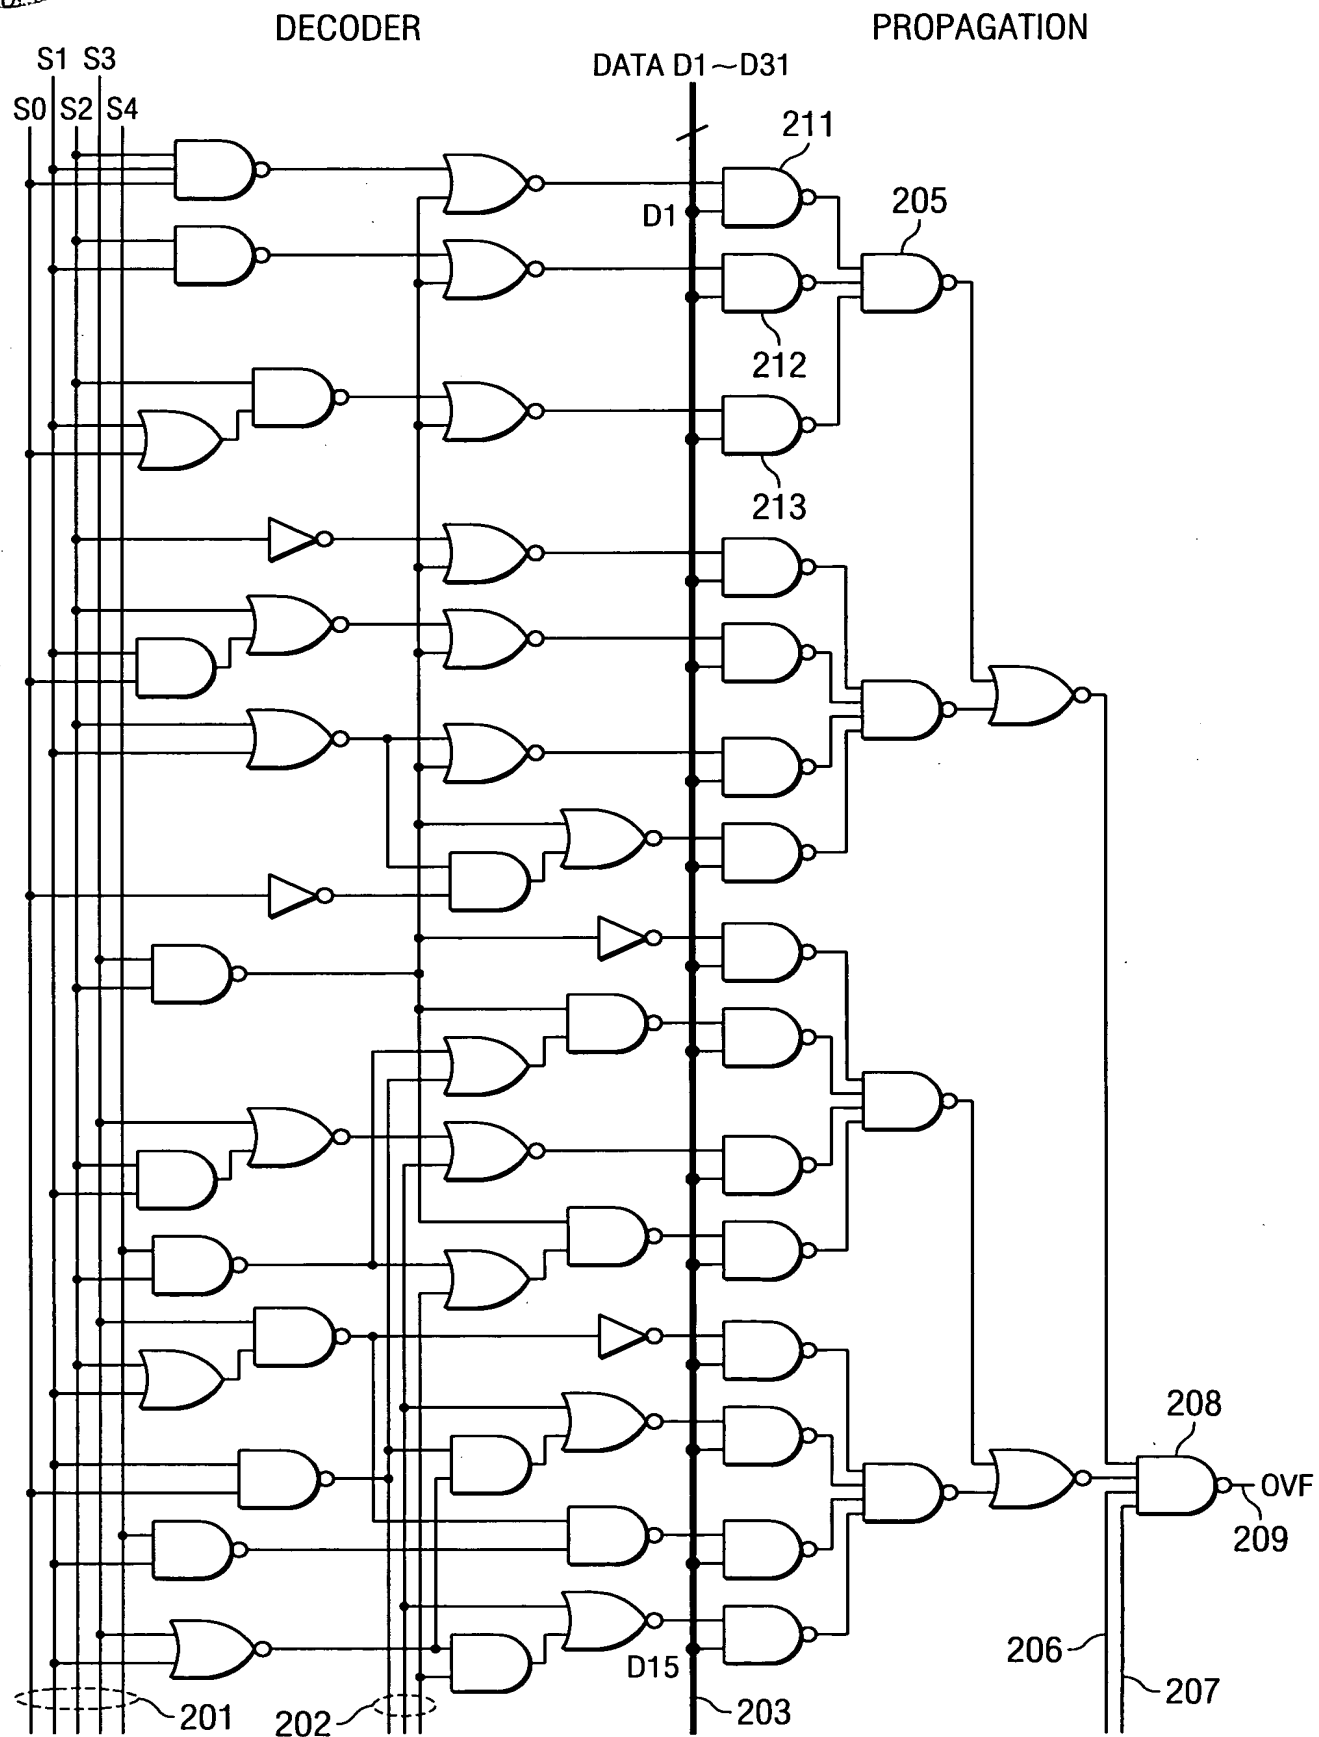 DECODER
PROPAGATION
S1 S3
DATA D1~D31
S0 S2 S4
211
D1
205
212
213
208
OVF
209
206
D15
207
201
202
203